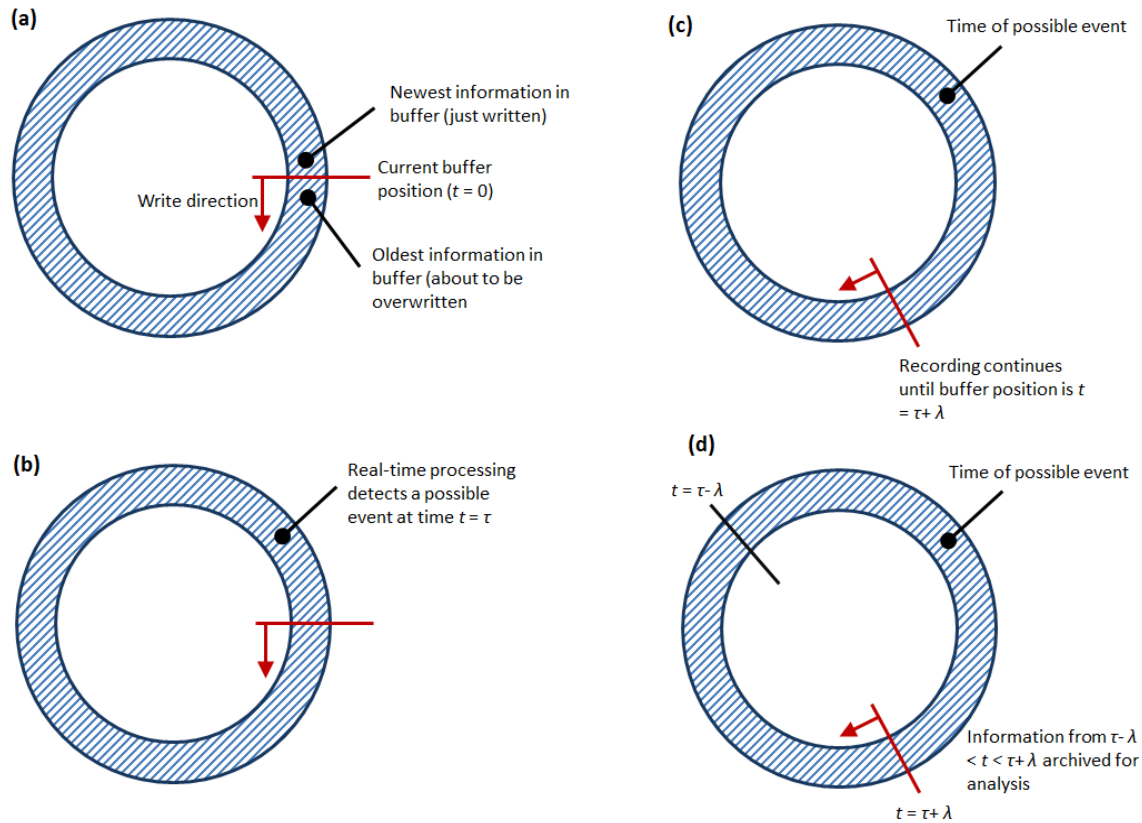 (a)
Newest information in
buffer (just written)
Current buffer
position (t = 0)
Write direction
Oldest information in
buffer (about to be
overwritten
(b)
Real-time processing
detects a possible
event at time t = τ
(c)
Time of possible event
Recording continues
until buffer position is t
= τ+ λ
(d)
t = τ- λ
Time of possible event
Information from τ- λ
< t < τ+ λ archived for
analysis
t = τ+ λ